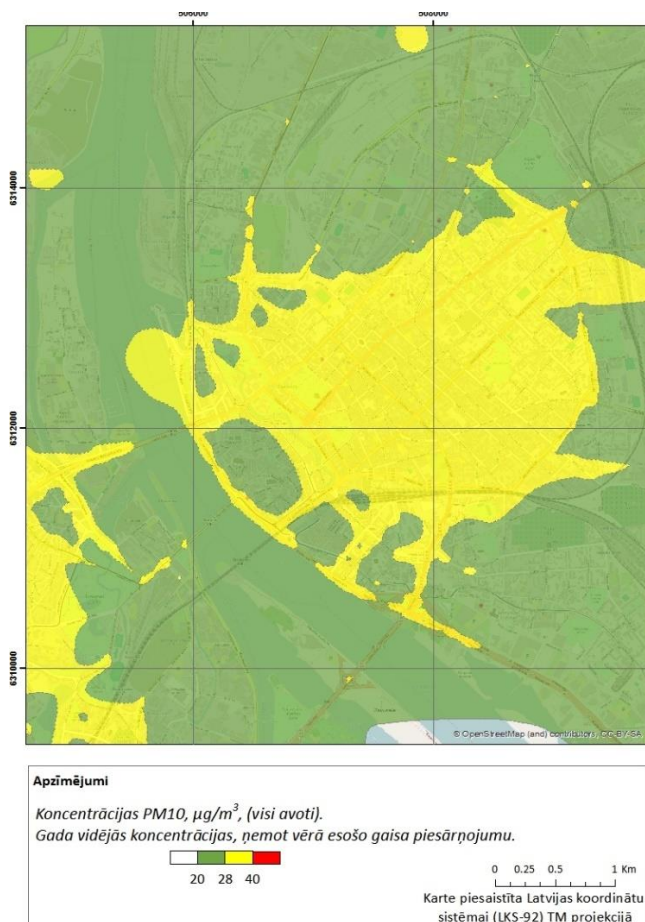 506000
508000
6314000
6312000
6310000
© OpenStreetMap (and) contributors, CC-BY-SA
Apzīmējumi
Koncentrācijas PM10, µg/m³, (visi avoti).
Gada vidējās koncentrācijas, ņemot vērā esošo gaisa piesārņojumu.
20 28 40
0 0.25 0.5 1 Km
Karte piesaistīta Latvijas koordinātu
sistēmai (LKS-92) TM projekcijā